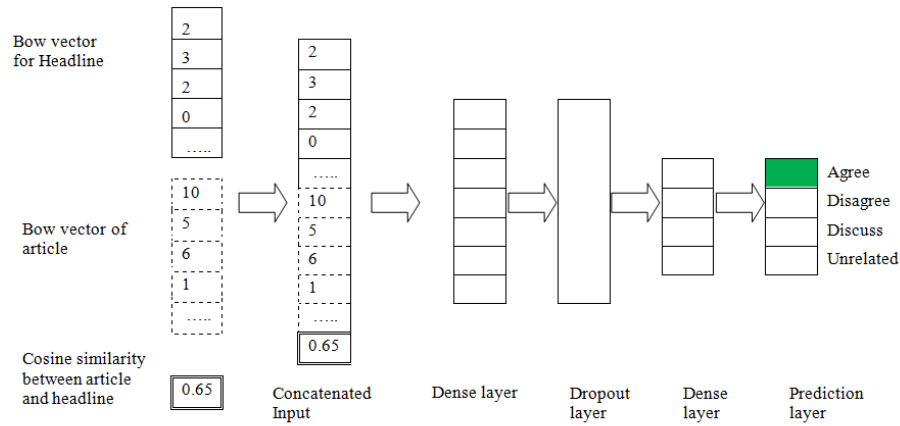 Bow vector
for Headline
2
3
2
0
.....
Bow vector of
article
10
5
6
1
.....
Cosine similarity
between article
and headline
0.65
2
3
2
0
.....
10
5
6
1
.....
0.65
Concatenated
Input
Dense layer
Dropout
layer
Dense
layer
Agree
Disagree
Discuss
Unrelated
Prediction
layer